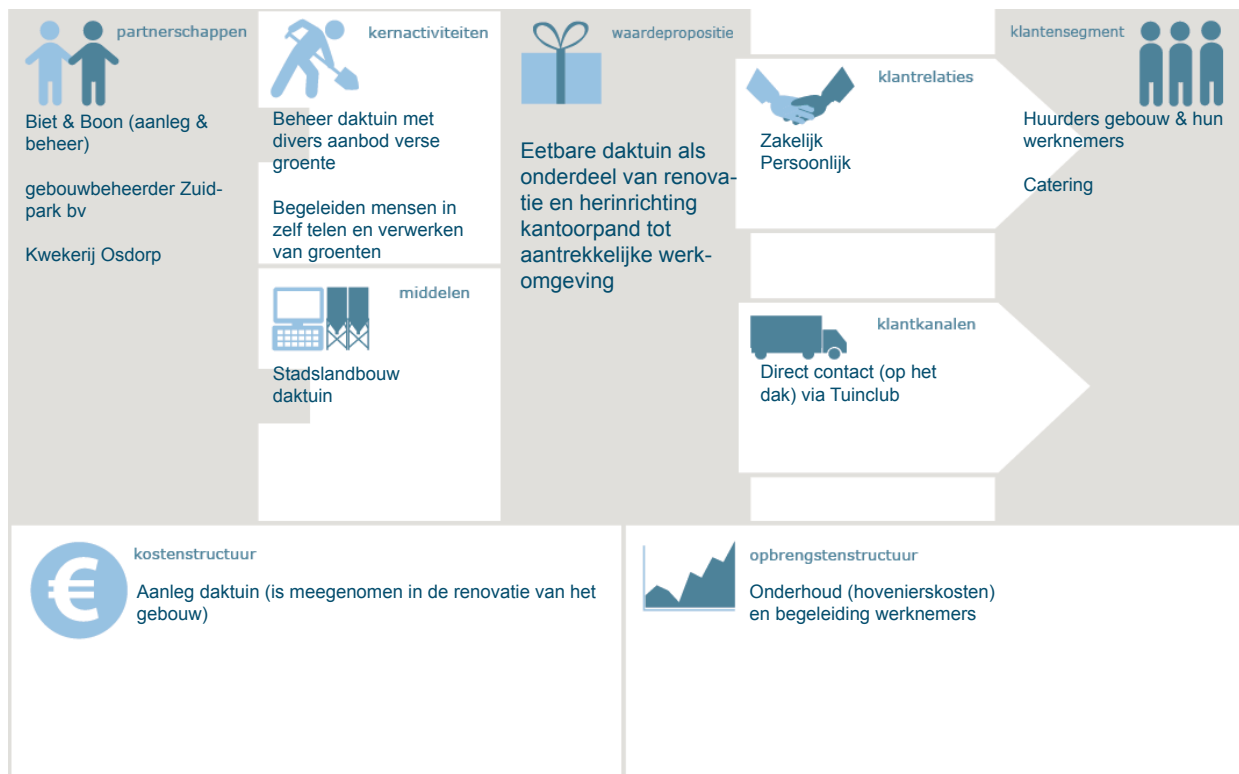 partnerschappen
Biet & Boon (aanleg &
beheer)
gebouwbeheerder Zuid-
park bv
Kwekerij Osdorp
kernactiviteiten
Beheer daktuin met
divers aanbod verse
groente
Begeleiden mensen in
zelf telen en verwerken
van groenten
middelen
Stadslandbouw
daktuin
waardepropositie
Eetbare daktuin als
onderdeel van renova-
tie en herinrichting
kantoorpand tot
aantrekkelijke werk-
omgeving
klantrelaties
Zakelijk
Persoonlijk
klantkanalen
Direct contact (op het
dak) via Tuinclub
klantensegment
Huurders gebouw & hun
werknemers
Catering
€
kostenstructuur
Aanleg daktuin (is meegenomen in de renovatie van het
gebouw)
opbrengstenstructuur
Onderhoud (hovenierskosten)
en begeleiding werknemers